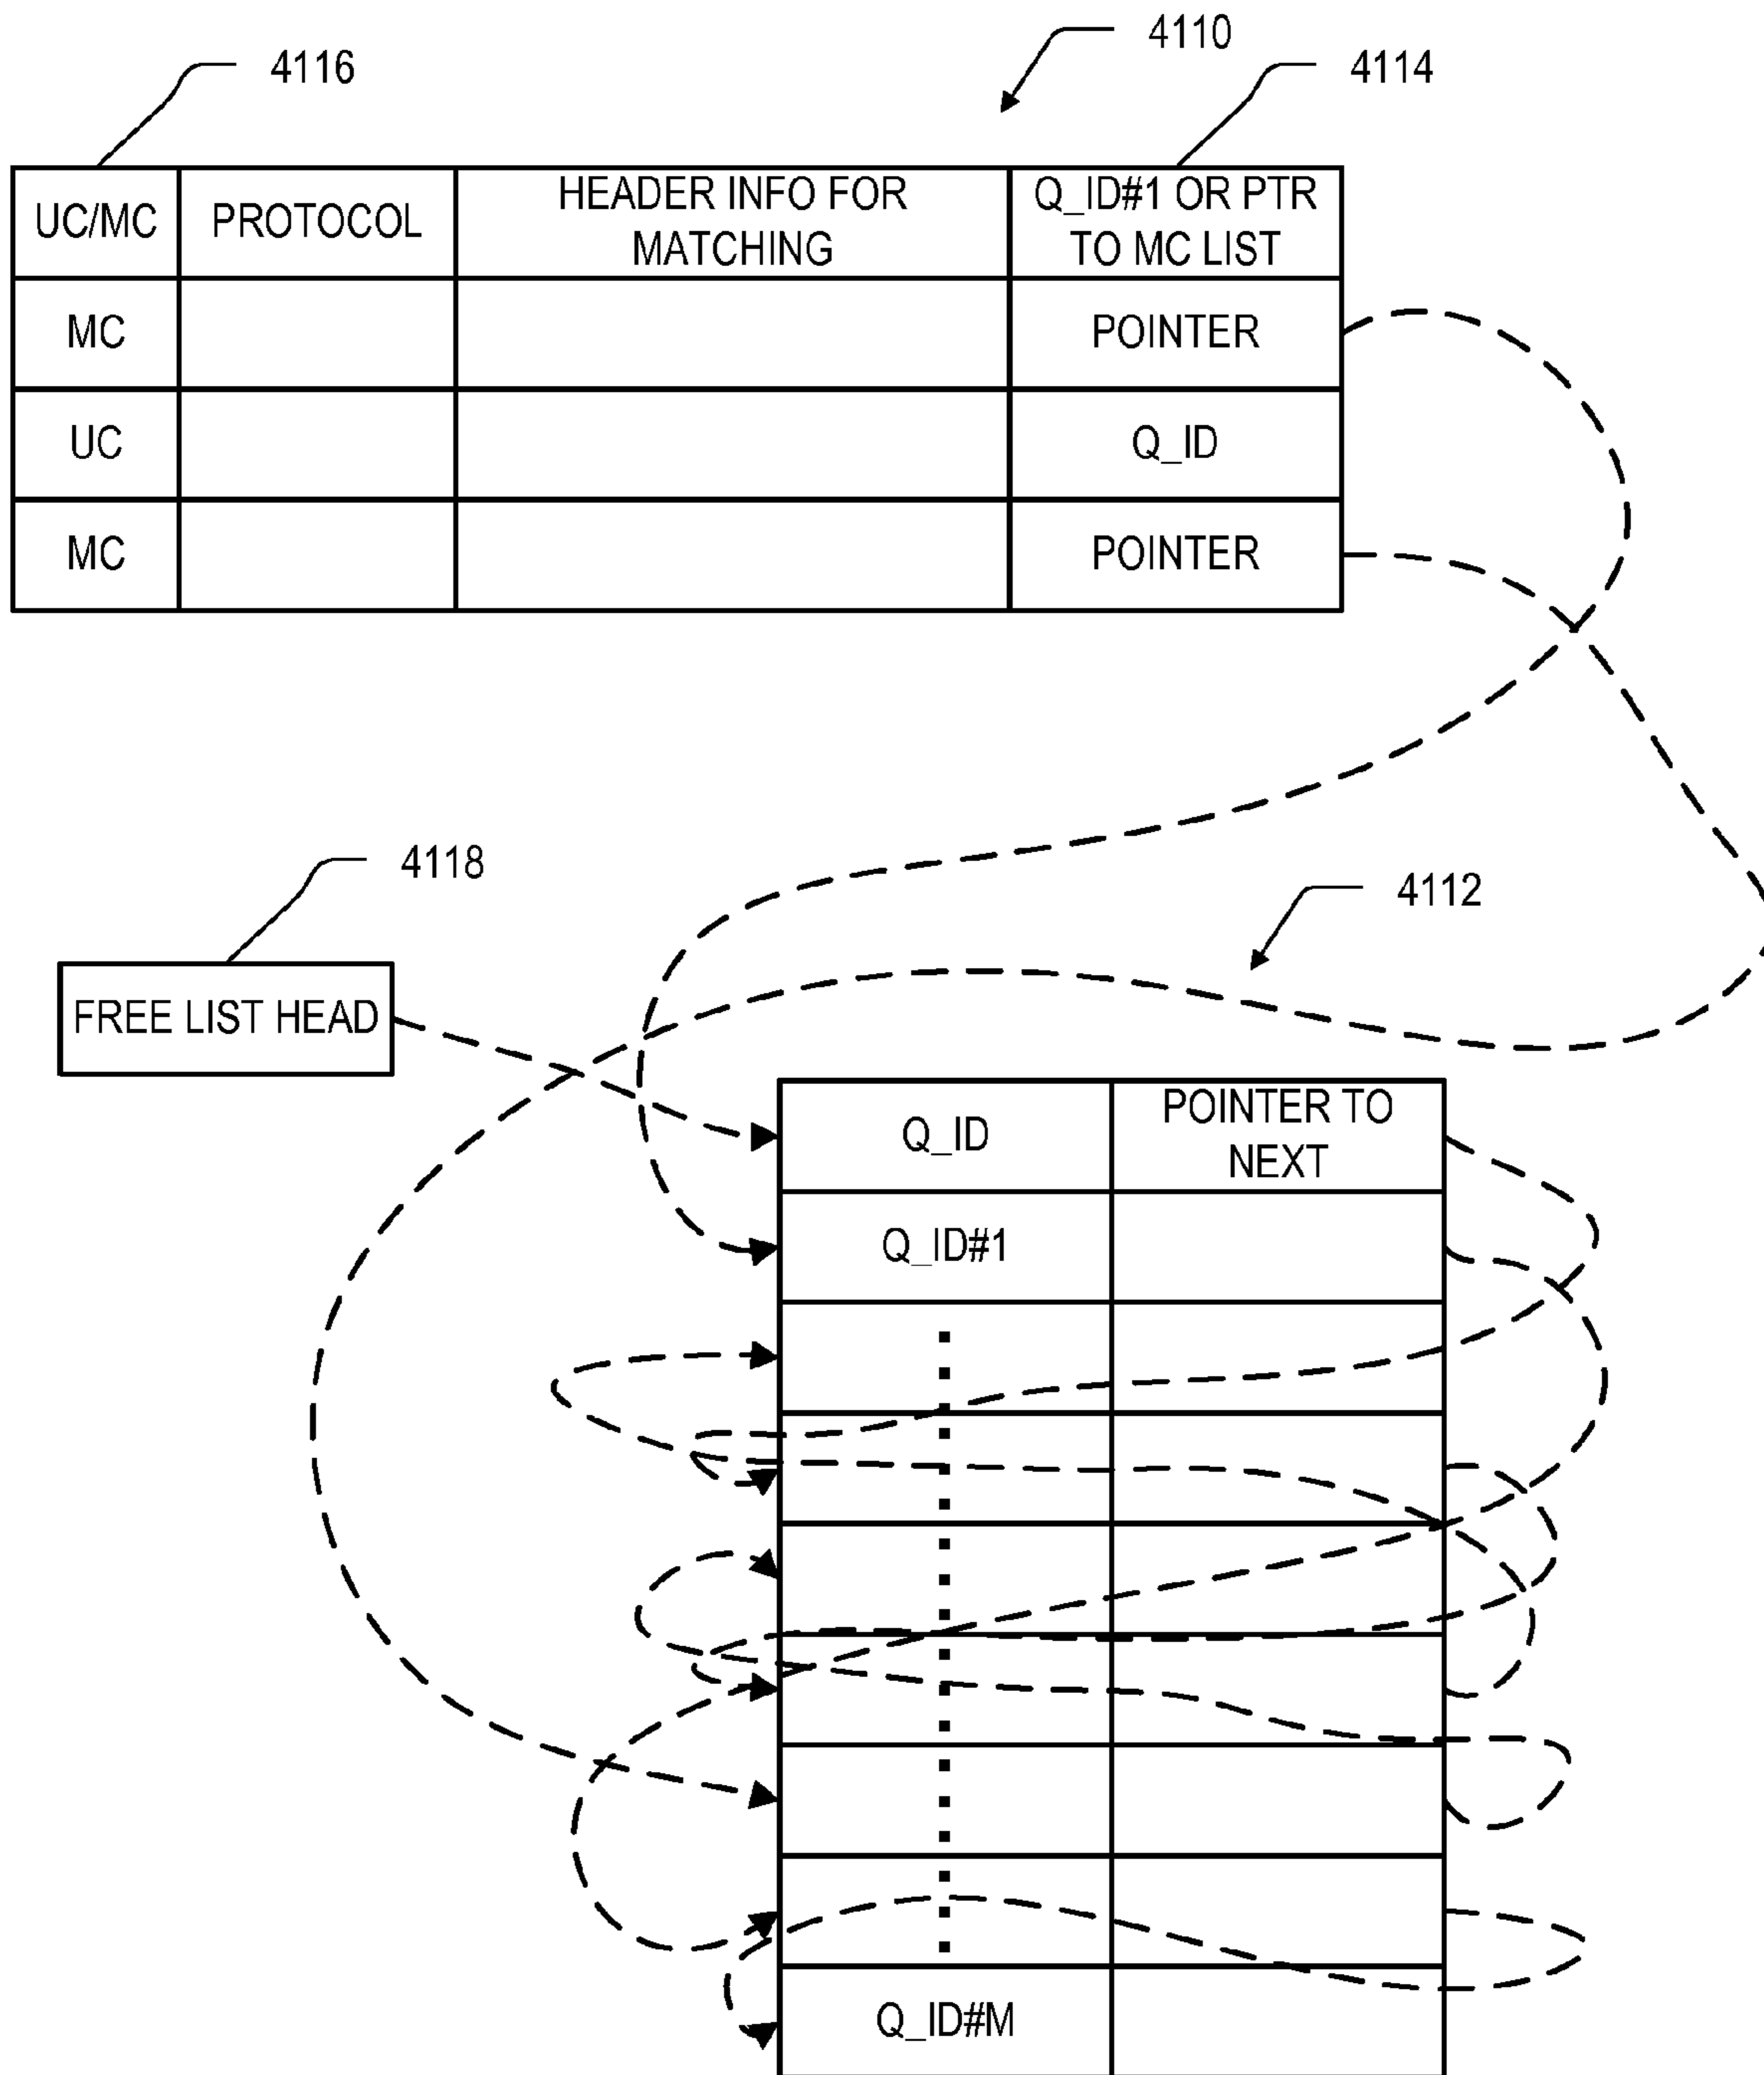 4110
4116
4114
UC/MC
PROTOCOL
HEADER INFO FOR
MATCHING
Q_ID#1 OR PTR
TO MC LIST
MC
POINTER
UC
Q_ID
MC
POINTER
4118
4112
FREE LIST HEAD
Q_ID
POINTER TO
NEXT
Q_ID#1
Q_ID#M